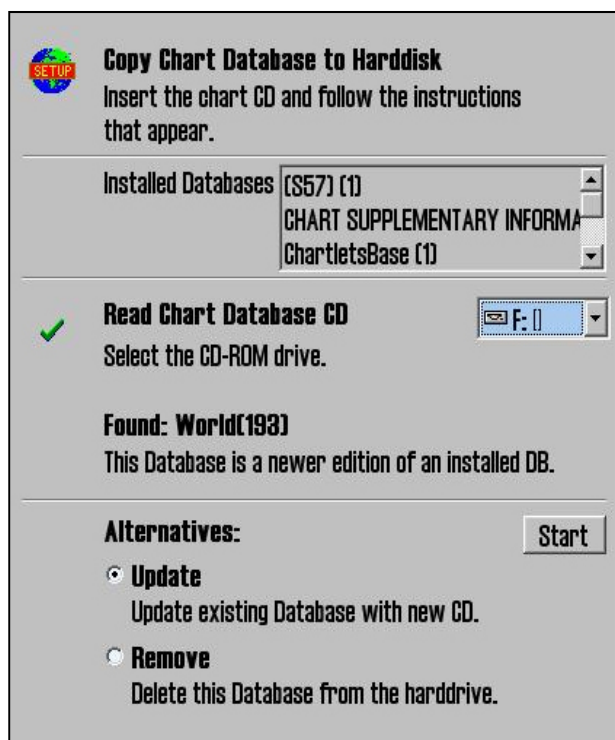 SETUP
Copy Chart Database to Harddisk
Insert the chart CD and follow the instructions
that appear.
Installed Databases
(S57) (1)
CHART SUPPLEMENTARY INFORMA
ChartletsBase (1)
Read Chart Database CD
F: []
Select the CD-ROM drive.
Found: World(193)
This Database is a newer edition of an installed DB.
Alternatives:
Start
Update
Update existing Database with new CD.
Remove
Delete this Database from the harddrive.